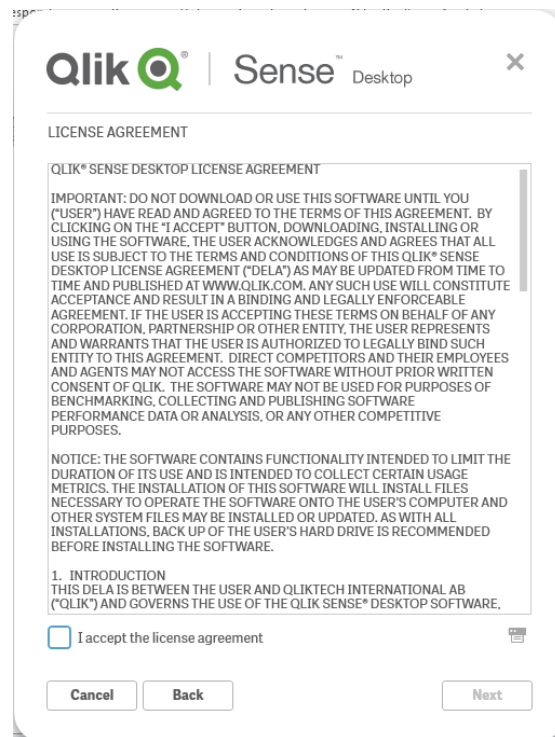 Qlik Q® | Sense™ Desktop
LICENSE AGREEMENT
QLIK® SENSE DESKTOP LICENSE AGREEMENT
IMPORTANT: DO NOT DOWNLOAD OR USE THIS SOFTWARE UNTIL YOU
("USER") HAVE READ AND AGREED TO THE TERMS OF THIS AGREEMENT. BY
CLICKING ON THE "I ACCEPT" BUTTON, DOWNLOADING, INSTALLING OR
USING THE SOFTWARE, THE USER ACKNOWLEDGES AND AGREES THAT ALL
USE IS SUBJECT TO THE TERMS AND CONDITIONS OF THIS QLIK® SENSE
DESKTOP LICENSE AGREEMENT ("DELA") AS MAY BE UPDATED FROM TIME TO
TIME AND PUBLISHED AT WWW.QLIK.COM. ANY SUCH USE WILL CONSTITUTE
ACCEPTANCE AND RESULT IN A BINDING AND LEGALLY ENFORCEABLE
AGREEMENT. IF THE USER IS ACCEPTING THESE TERMS ON BEHALF OF ANY
CORPORATION, PARTNERSHIP OR OTHER ENTITY, THE USER REPRESENTS
AND WARRANTS THAT THE USER IS AUTHORIZED TO LEGALLY BIND SUCH
ENTITY TO THIS AGREEMENT. DIRECT COMPETITORS AND THEIR EMPLOYEES
AND AGENTS MAY NOT ACCESS THE SOFTWARE WITHOUT PRIOR WRITTEN
CONSENT OF QLIK. THE SOFTWARE MAY NOT BE USED FOR PURPOSES OF
BENCHMARKING, COLLECTING AND PUBLISHING SOFTWARE
PERFORMANCE DATA OR ANALYSIS, OR ANY OTHER COMPETITIVE
PURPOSES.
NOTICE: THE SOFTWARE CONTAINS FUNCTIONALITY INTENDED TO LIMIT THE
DURATION OF ITS USE AND IS INTENDED TO COLLECT CERTAIN USAGE
METRICS. THE INSTALLATION OF THIS SOFTWARE WILL INSTALL FILES
NECESSARY TO OPERATE THE SOFTWARE ONTO THE USER'S COMPUTER AND
OTHER SYSTEM FILES MAY BE INSTALLED OR UPDATED. AS WITH ALL
INSTALLATIONS, BACK UP OF THE USER'S HARD DRIVE IS RECOMMENDED
BEFORE INSTALLING THE SOFTWARE.
1. INTRODUCTION
THIS DELA IS BETWEEN THE USER AND QLIKTECH INTERNATIONAL AB
("QLIK") AND GOVERNS THE USE OF THE QLIK SENSE® DESKTOP SOFTWARE,
I accept the license agreement
Cancel Back Next